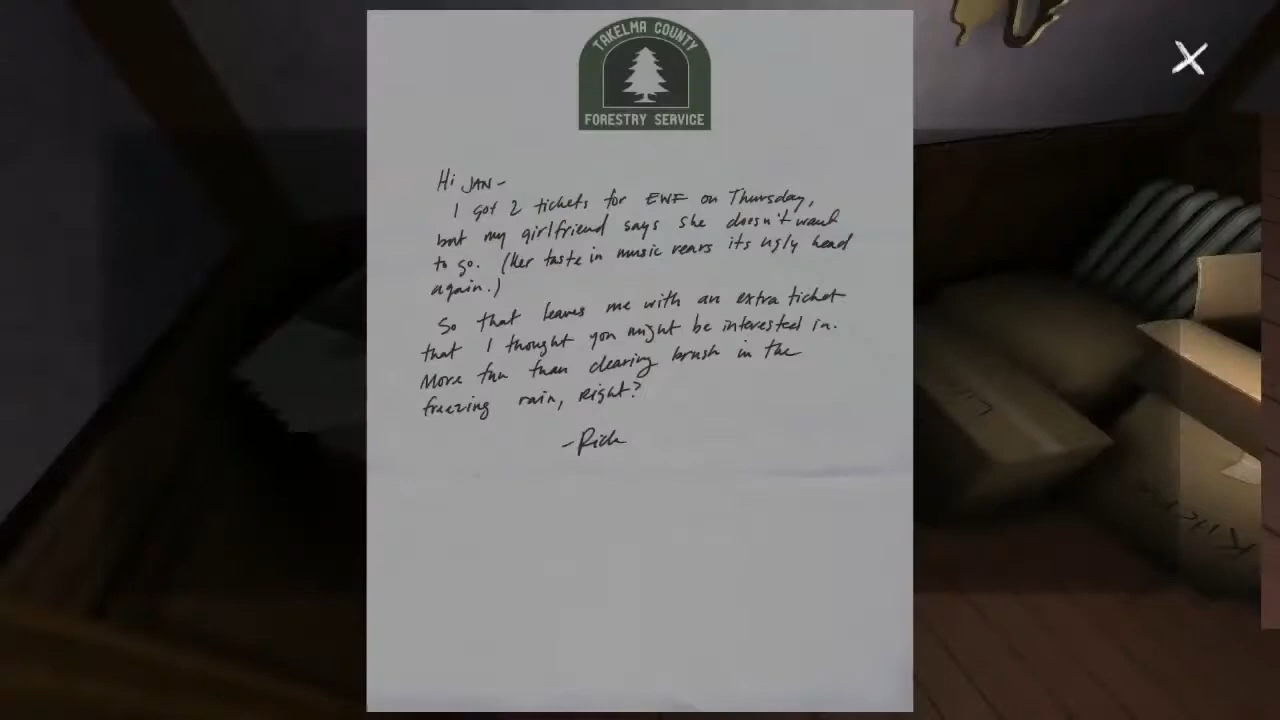 TAKELMA COUNTY
FORESTRY SERVICE
Hi JAN-
I got 2 tickets for EWF on Thursday,
but my girlfriend says she doesn't want
to go. (Her taste in music rears its ugly head
again.)
So that leaves me with an extra ticket
that I thought you might be interested in.
More fun than clearing brush in the
freezing rain, right?
-Rick
Kitchen